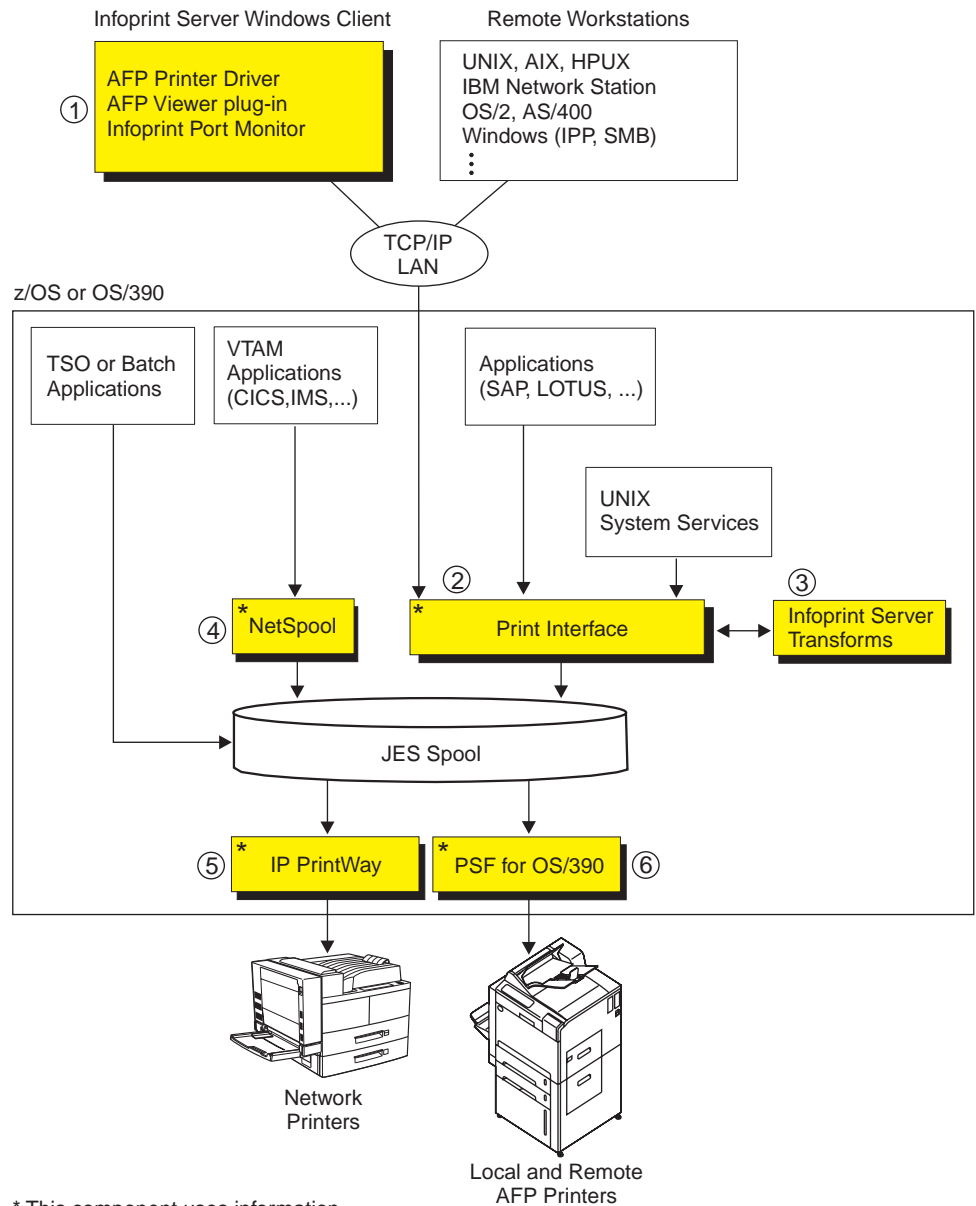 Infoprint Server Windows Client
Remote Workstations
AFP Printer Driver
AFP Viewer plug-in
Infoprint Port Monitor
1
UNIX, AIX, HPUX
IBM Network Station
OS/2, AS/400
Windows (IPP, SMB)
TCP/IP
LAN
z/OS or OS/390
TSO or Batch
Applications
VTAM
Applications
(CICS,IMS,...)
Applications
(SAP, LOTUS, ...)
UNIX
System Services
2
3
4
* NetSpool
* Print Interface
Infoprint Server
Transforms
JES Spool
5
* IP PrintWay
* PSF for OS/390
6
Network
Printers
Local and Remote
AFP Printers
* This component uses information